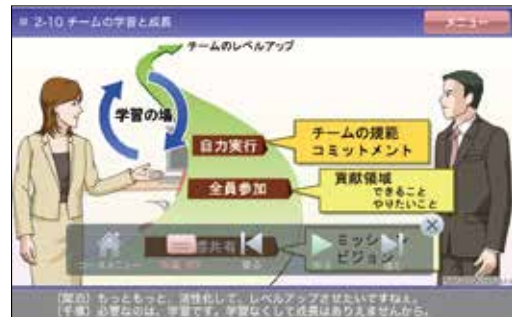 2-10 チームの学習と成長
メニュー
チームのレベルアップ
学習の場
自力実行
チームの規範
コミットメント
全員参加
貢献領域
できること
やりたいこと
共有
ミッション
ビジョン
戻る
もっともっと、活性化して、レベルアップさせたいですねぇ。
必要なのは、学習です。学習なくして成長はありえませんから。